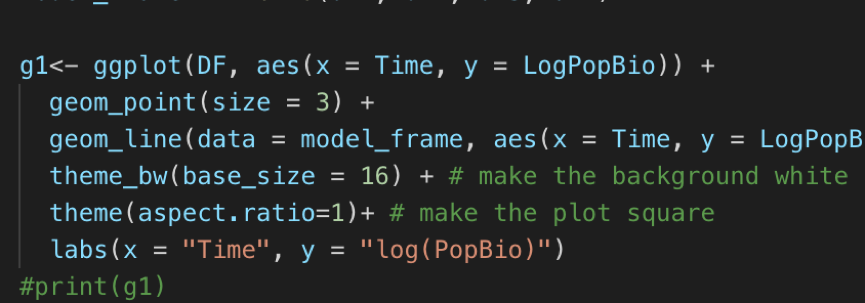 g1<- ggplot(DF, aes(x = Time, y = LogPopBio)) +
geom_point(size = 3) +
geom_line(data = model_frame, aes(x = Time, y = LogPopB
theme_bw(base_size = 16) + # make the background white
theme(aspect.ratio=1)+ # make the plot square
labs(x = "Time", y = "log(PopBio)")
#print(g1)